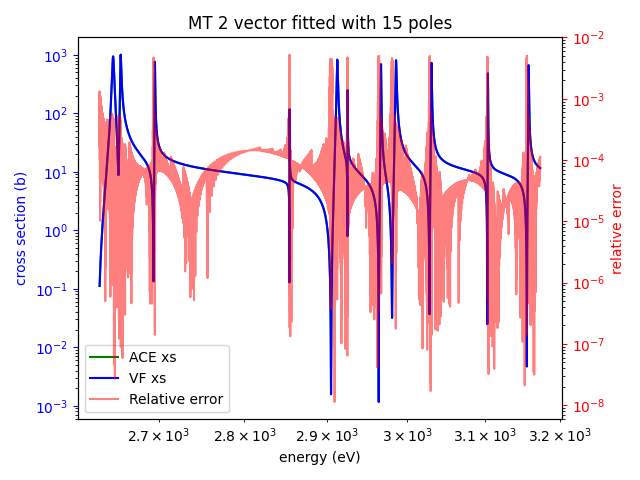 MT 2 vector fitted with 15 poles
cross section (b)
10³
10²
10¹
10⁰
10⁻¹
10⁻²
10⁻³
10⁻²
10⁻³
10⁻⁴
10⁻⁵
10⁻⁶
10⁻⁷
10⁻⁸
relative error
ACE xs
VF xs
Relative error
2.7 × 10³ 2.8 × 10³ 2.9 × 10³ 3 × 10³ 3.1 × 10³ 3.2 × 10³
energy (eV)